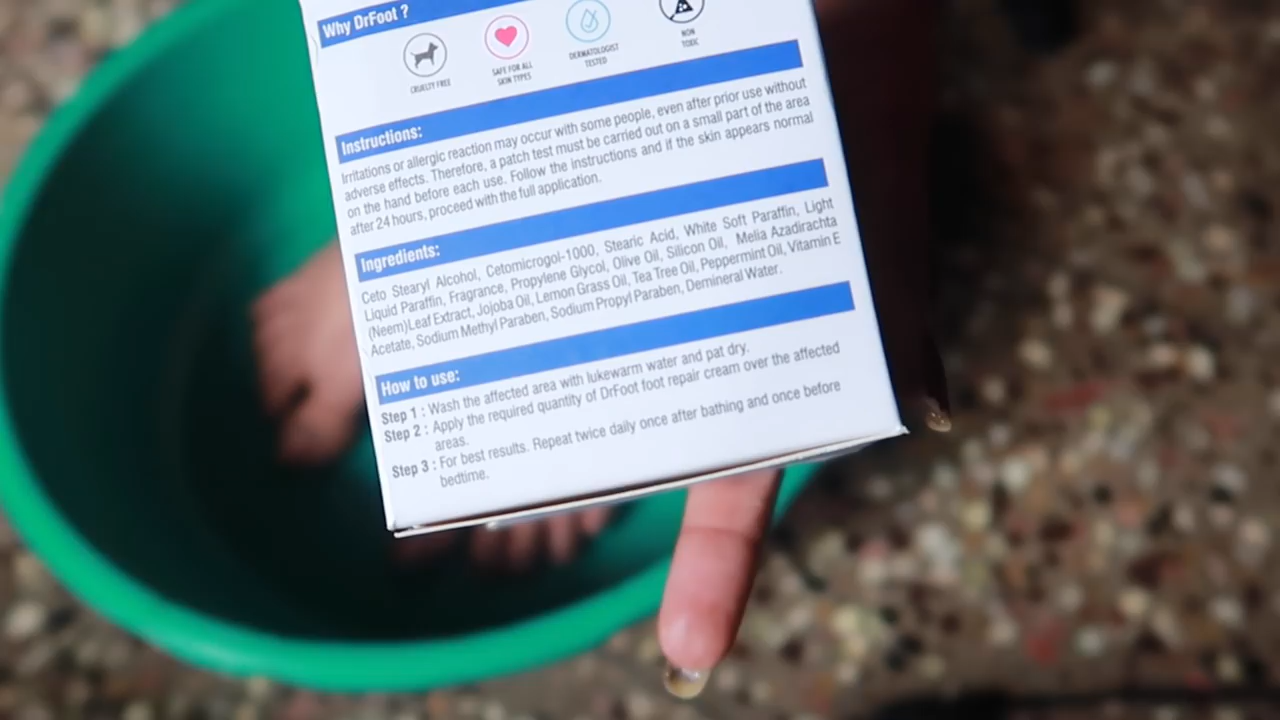 Why DrFoot ?
CRUELTY FREE
SAFE FOR ALL
SKIN TYPES
DERMATOLOGIST
TESTED
NON
TOXIC
Instructions:
Irritations or allergic reaction may occur with some people, even after prior use without
adverse effects. Therefore, a patch test must be carried out on a small part of the area
on the hand before each use. Follow the instructions and if the skin appears normal
after 24 hours, proceed with the full application.
Ingredients:
Ceto Stearyl Alcohol, Cetomicrogol-1000, Stearic Acid, White Soft Paraffin, Light
Liquid Paraffin, Fragrance, Propylene Glycol, Olive Oil, Silicon Oil, Melia Azadirachta
(Neem)Leaf Extract, Jojoba Oil, Lemon Grass Oil, Tea Tree Oil, Peppermint Oil, Vitamin E
Acetate, Sodium Methyl Paraben, Sodium Propyl Paraben, Demineral Water.
How to use:
Step 1 : Wash the affected area with lukewarm water and pat dry.
Step 2 : Apply the required quantity of DrFoot foot repair cream over the affected
areas.
Step 3 : For best results. Repeat twice daily once after bathing and once before
bedtime.